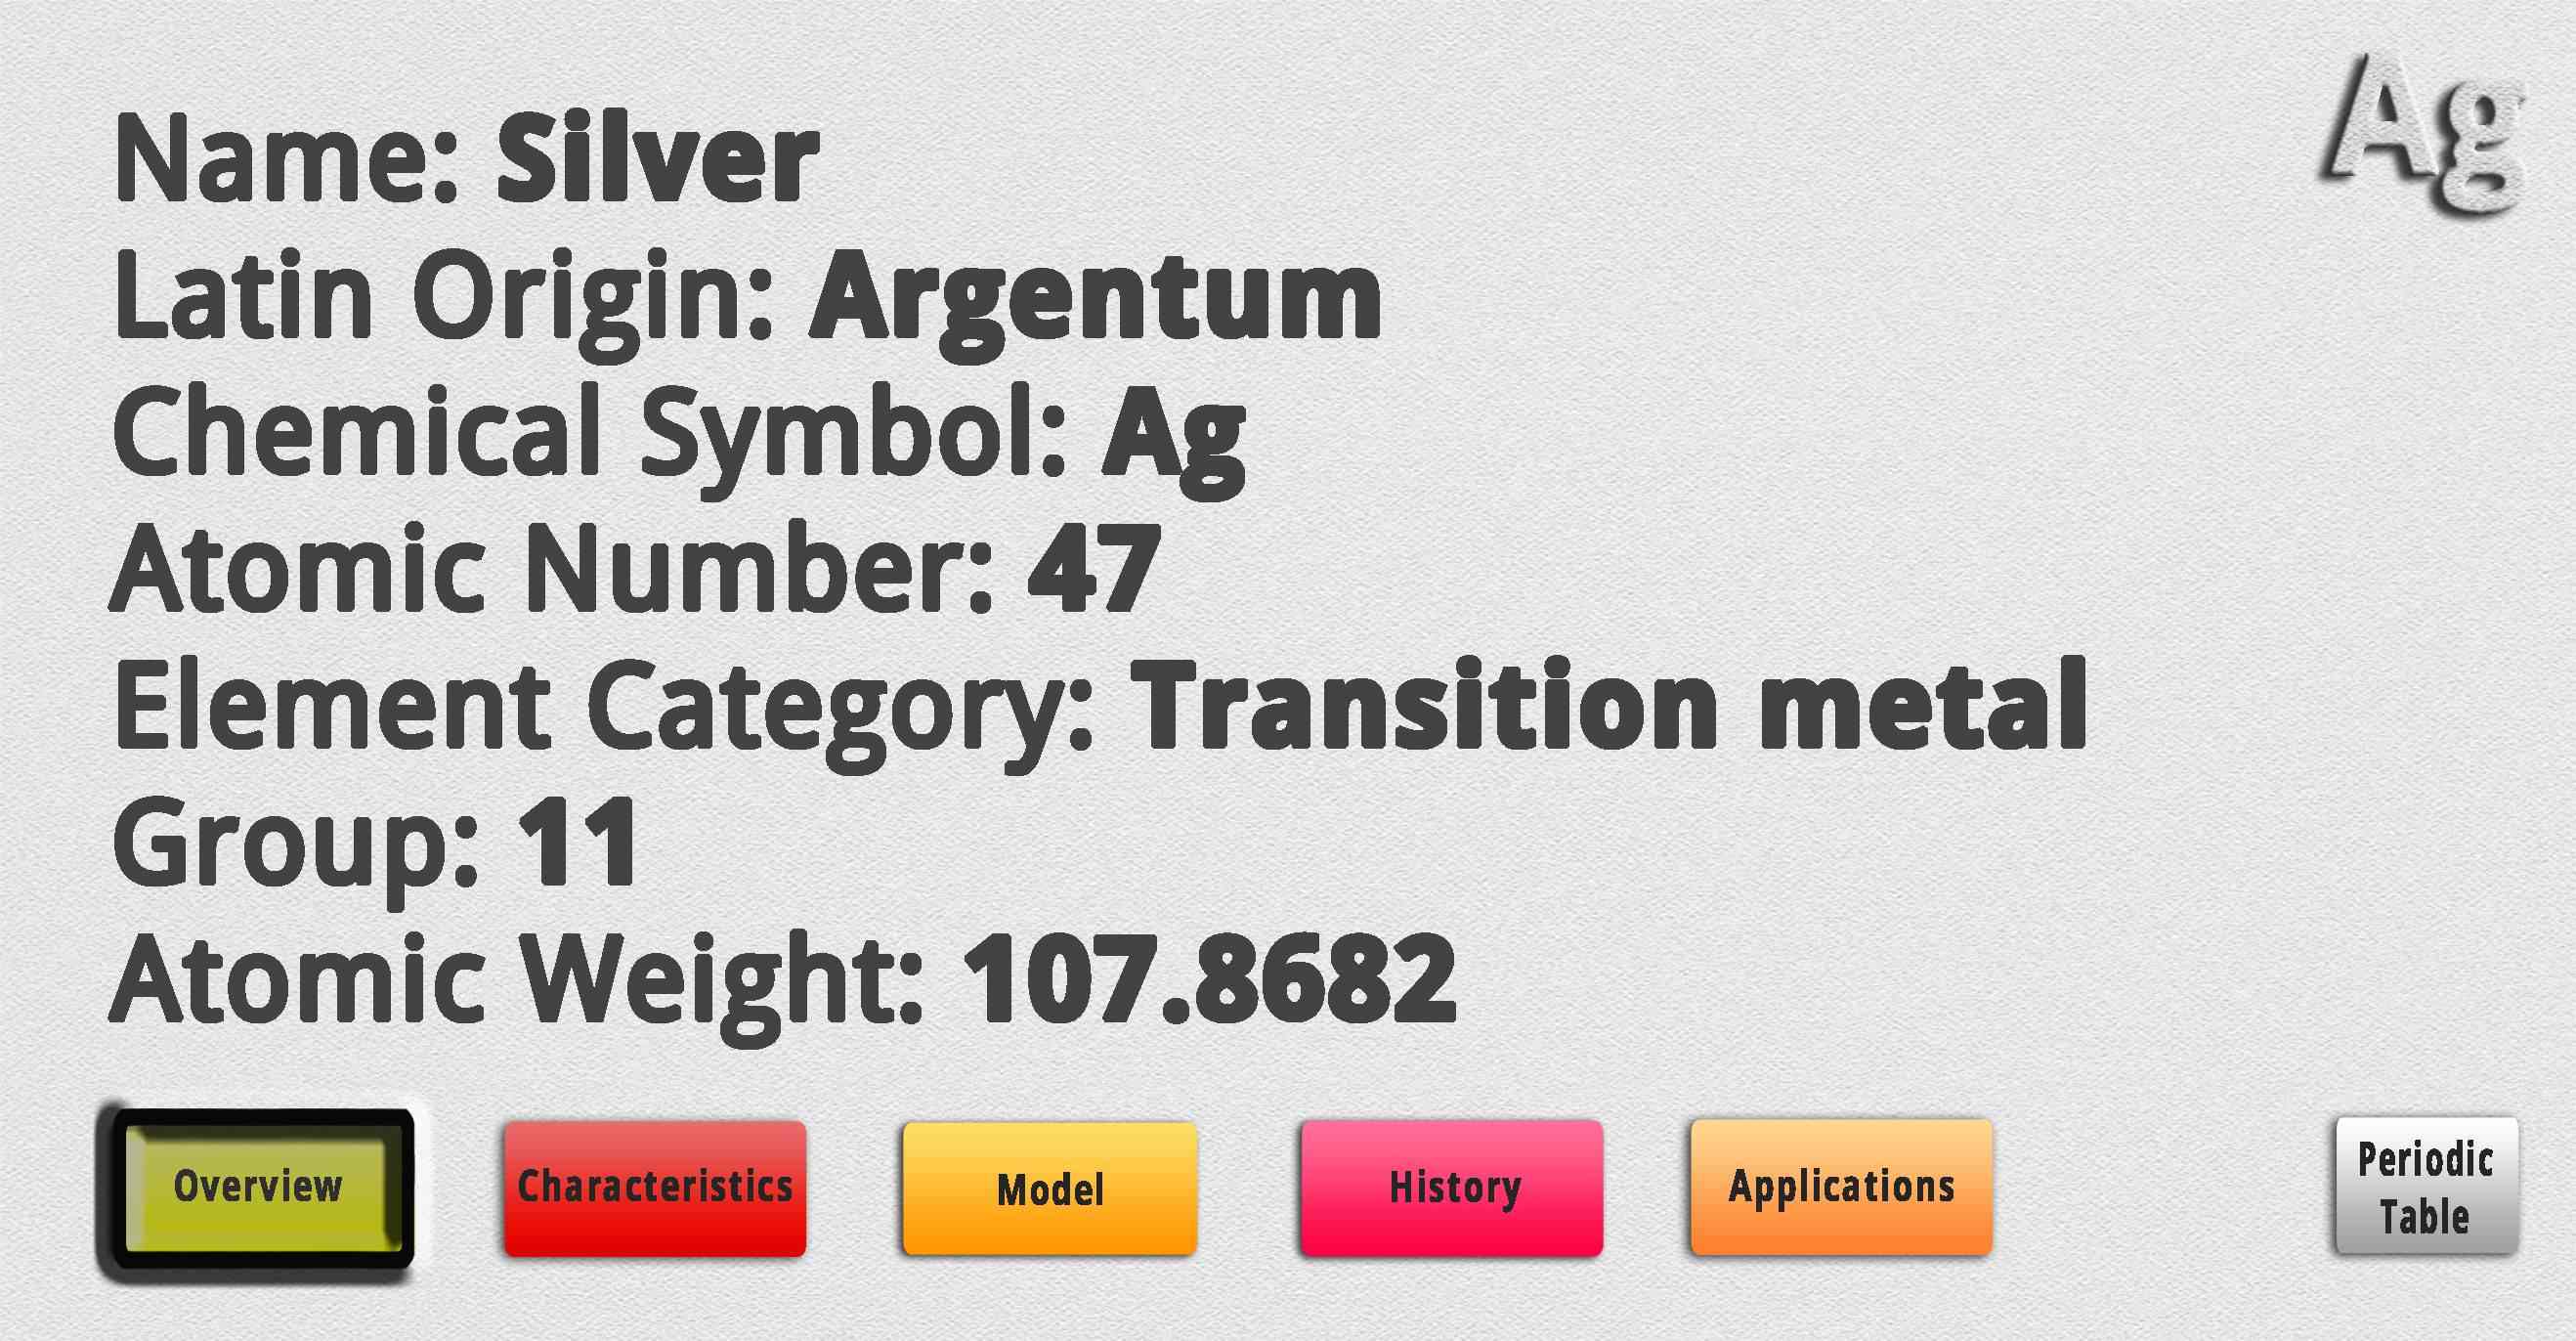 Ag
Name: Silver
Latin Origin: Argentum
Chemical Symbol: Ag
Atomic Number: 47
Element Category: Transition metal
Group: 11
Atomic Weight: 107.8682
Overview
Characteristics
Model
History
Applications
Periodic
Table